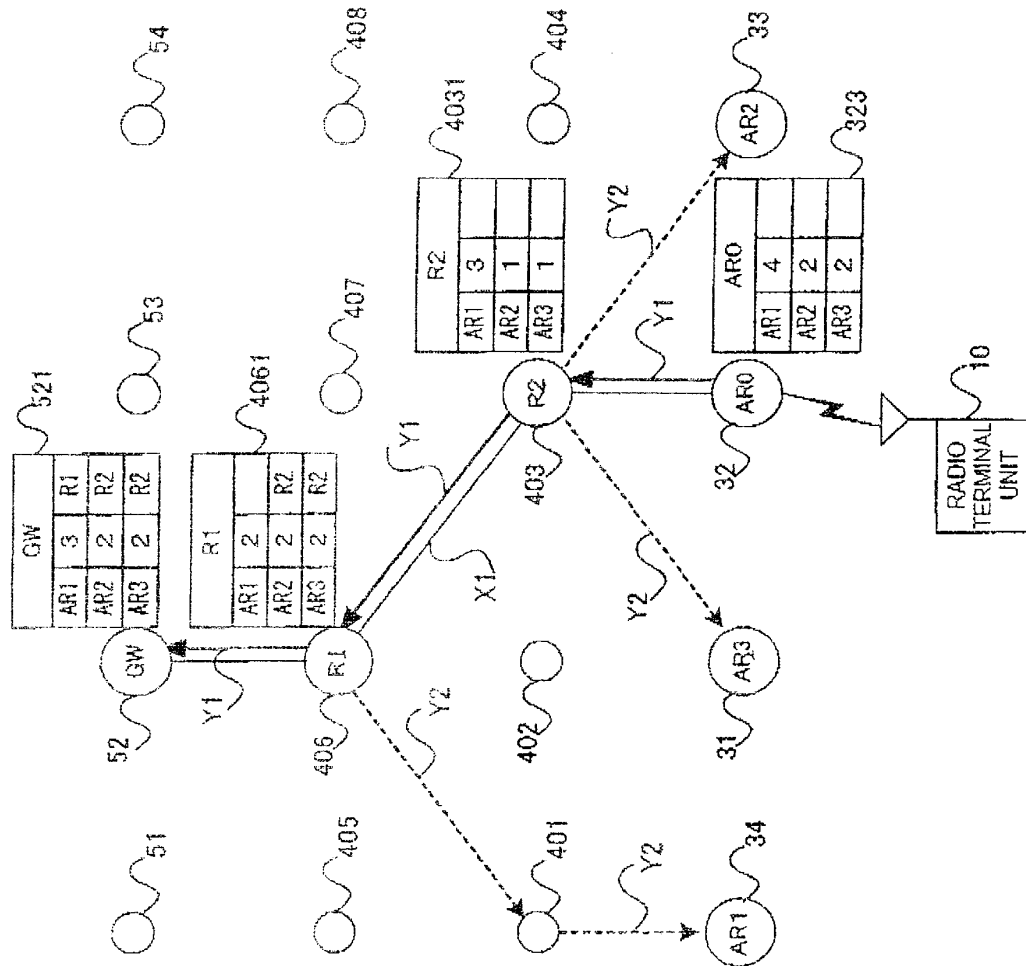 54
408
404
33
53
407
4031
323
521
4061
GW
AR1 3 R1
AR2 2 R2
AR3 2 R2
R1
AR1 2
AR2 2 R2
AR3 2 R2
R2
AR1 3
AR2 1
AR3 1
AR0
AR1 4
AR2 2
AR3 2
GW
52
Y1
R1
406
Y1
X1
R2
403
Y2
AR2
Y1
AR0
32
10
RADIO
TERMINAL
UNIT
Y2
AR3
31
402
Y2
51
405
401
Y2
34
AR1